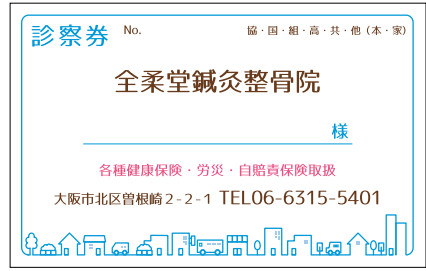 診察券 No. 協・国・組・高・共・他（本・家）
全柔堂鍼灸整骨院
様
各種健康保険・労災・自賠責保険取扱
大阪市北区曽根崎2-2-1 TEL06-6315-5401